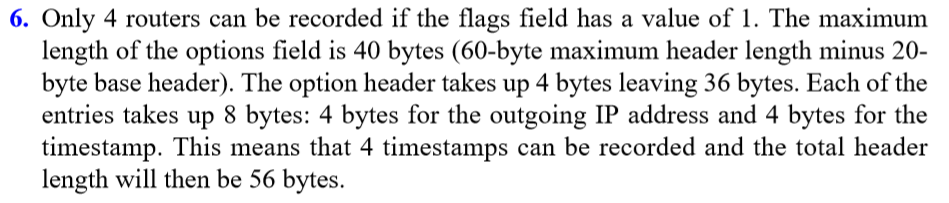 6. Only 4 routers can be recorded if the flags field has a value of 1. The maximum
length of the options field is 40 bytes (60-byte maximum header length minus 20-
byte base header). The option header takes up 4 bytes leaving 36 bytes. Each of the
entries takes up 8 bytes: 4 bytes for the outgoing IP address and 4 bytes for the
timestamp. This means that 4 timestamps can be recorded and the total header
length will then be 56 bytes.